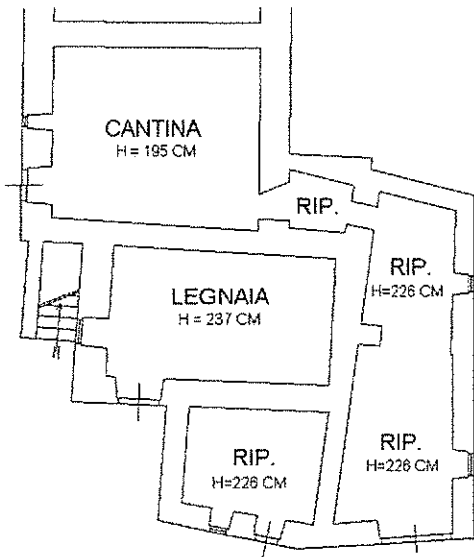 CANTINA
H = 195 CM
RIP.
RIP.
H=226 CM
LEGNAIA
H = 237 CM
RIP.
H=226 CM
RIP.
H=226 CM